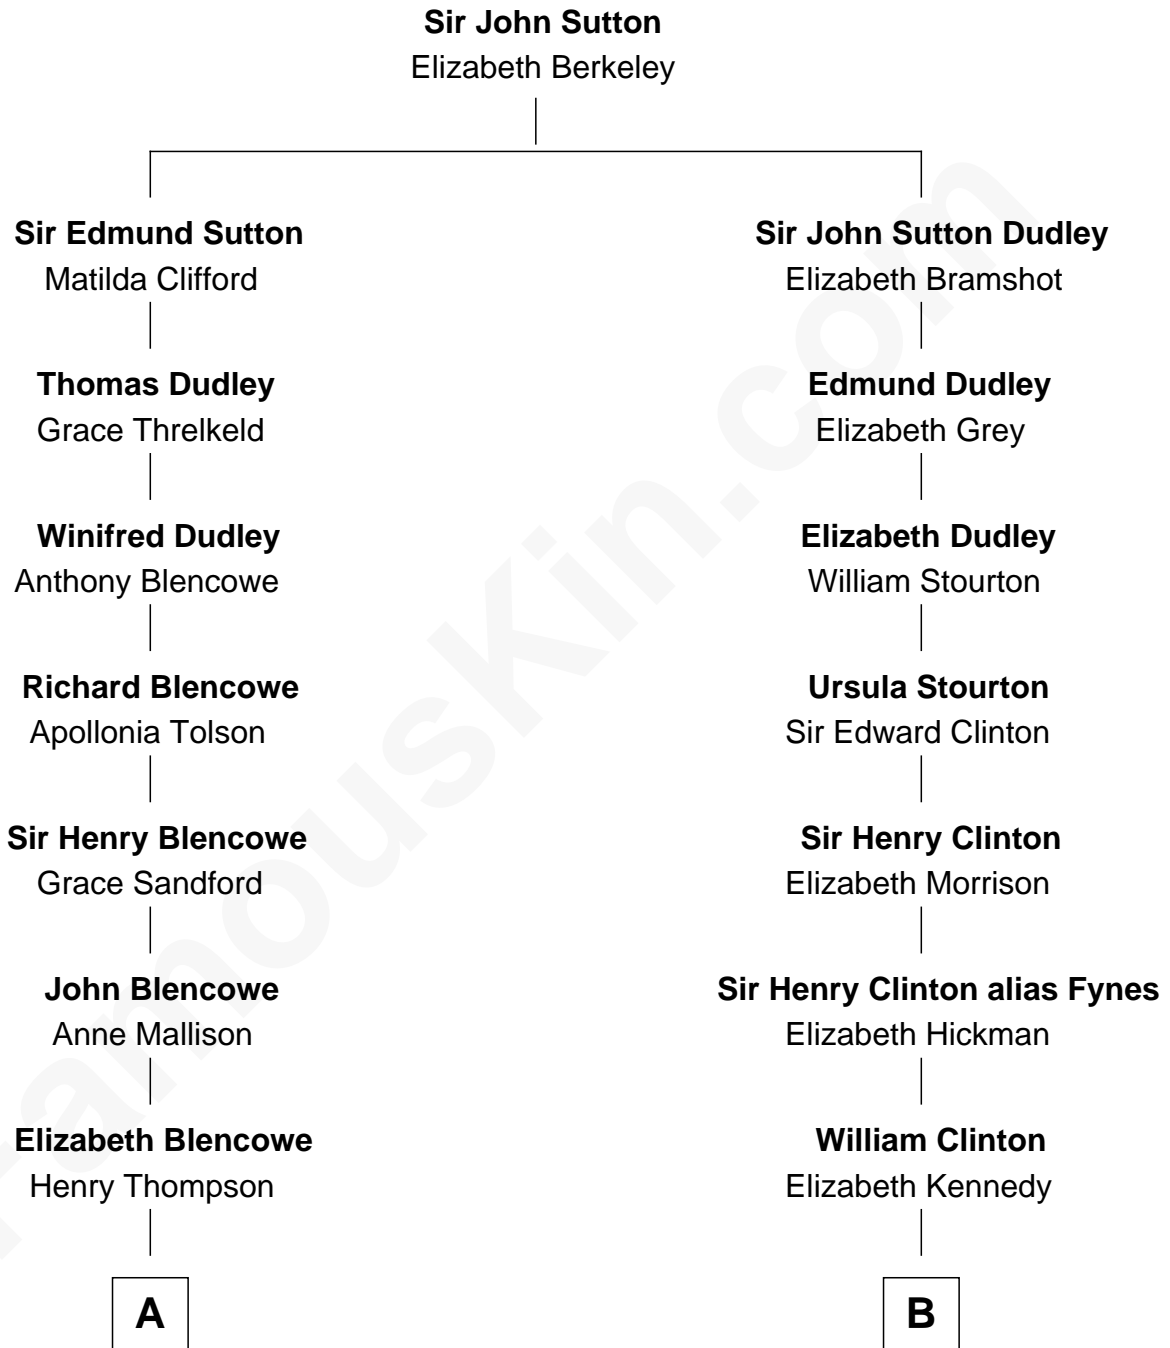 Sir John Sutton
Elizabeth Berkeley
Sir Edmund Sutton
Matilda Clifford
Sir John Sutton Dudley
Elizabeth Bramshot
Thomas Dudley
Grace Threlkeld
Edmund Dudley
Elizabeth Grey
Winifred Dudley
Anthony Blencowe
Elizabeth Dudley
William Stourton
Richard Blencowe
Apollonia Tolson
Ursula Stourton
Sir Edward Clinton
Sir Henry Blencowe
Grace Sandford
Sir Henry Clinton
Elizabeth Morrison
John Blencowe
Anne Mallison
Sir Henry Clinton alias Fynes
Elizabeth Hickman
Elizabeth Blencowe
Henry Thompson
William Clinton
Elizabeth Kennedy
A
B
FamousKin.com